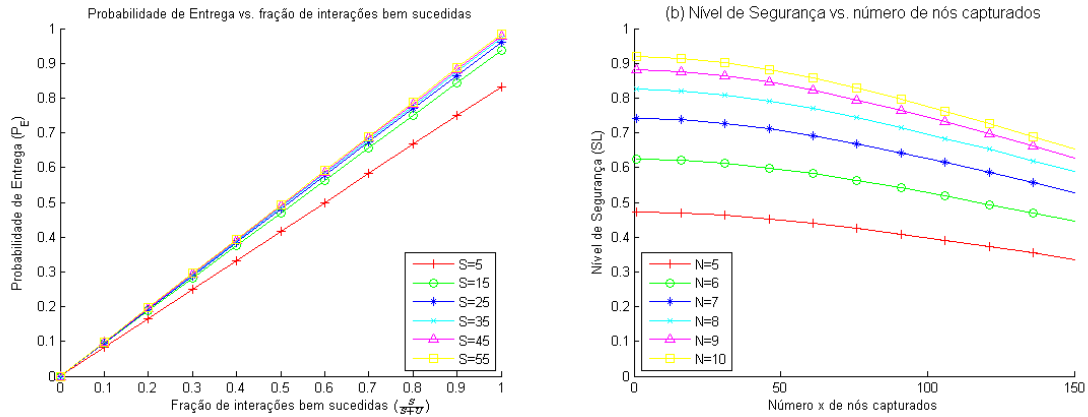 Probabilidade de Entrega vs. fração de interações bem sucedidas
Probabilidade de Entrega (P_E)
1
0.9
0.8
0.7
0.6
0.5
0.4
0.3
0.2
0.1
0
0 0.1 0.2 0.3 0.4 0.5 0.6 0.7 0.8 0.9 1
Fração de interações bem sucedidas (s/(s+U))
S=5
S=15
S=25
S=35
S=45
S=55
(b) Nível de Segurança vs. número de nós capturados
Nível de Segurança (SL)
1
0.9
0.8
0.7
0.6
0.5
0.4
0.3
0.2
0.1
0
0 50 100 150
Número x de nós capturados
N=5
N=6
N=7
N=8
N=9
N=10